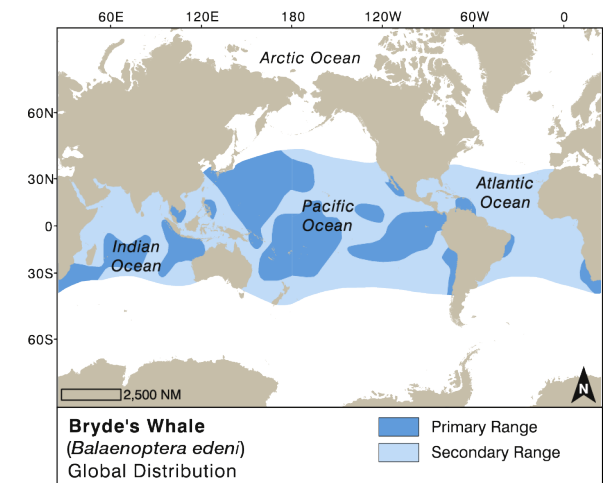 60E 120E 180 120W 60W 0
Arctic Ocean
60N
30N
Atlantic
Ocean
Pacific
Ocean
0
Indian
Ocean
30S
60S
2,500 NM
N
Bryde's Whale
(Balaenoptera edeni)
Global Distribution
Primary Range
Secondary Range